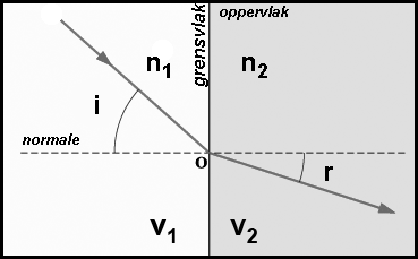 oppervlak
grensvlak
n1
n2
i
normale
O
r
v1
v2